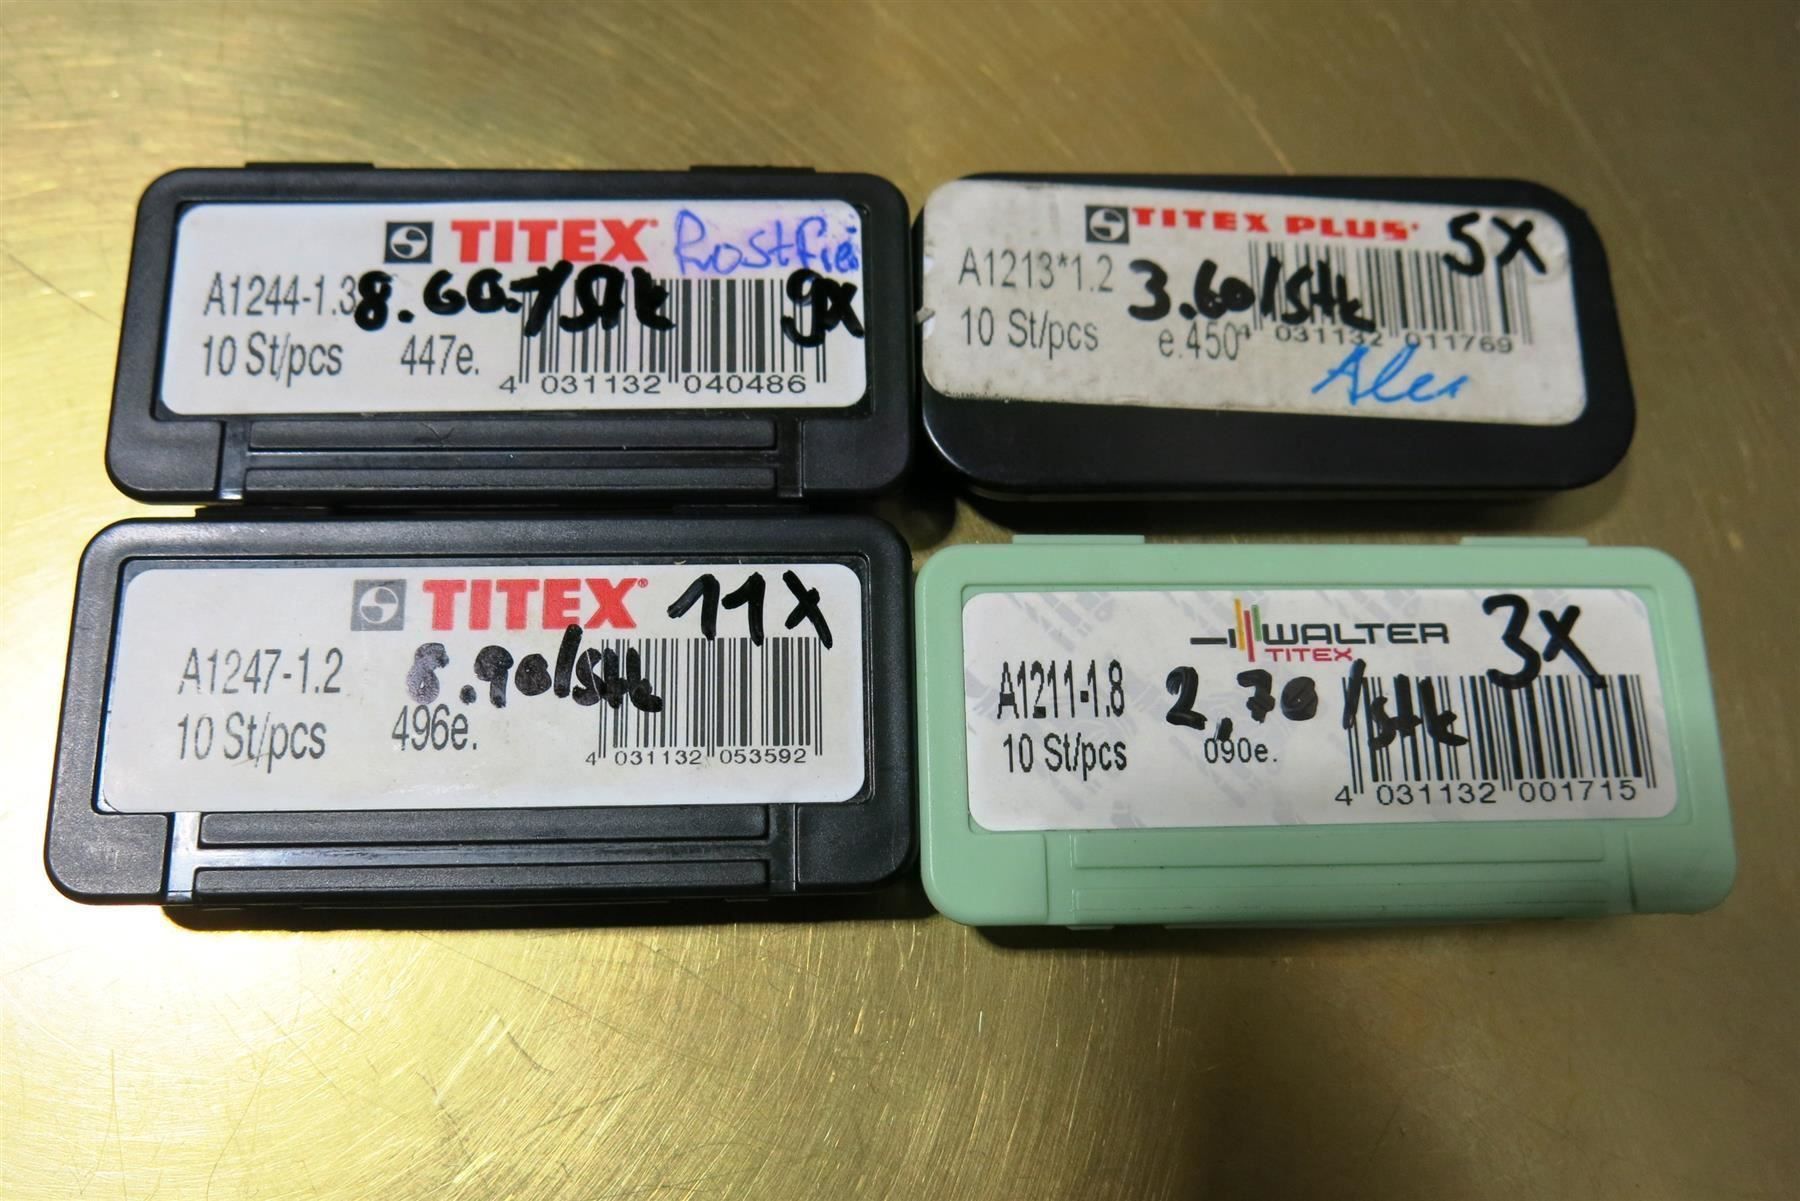 TITEX Rostfrei
A1244-1.3 8.60.-/Stk 9x
10 St/pcs 447e.
4 031132 040486
TITEX PLUS 5X
A1213*1.2 3.60/Stk
10 St/pcs e.450 031132 011769
Alu
TITEX 11X
A1247-1.2 8.90/Stk
10 St/pcs 496e.
4 031132 053592
WALTER 3X
TITEX
A1211-1.8 2,70/Stk
10 St/pcs 090e.
4 031132 001715